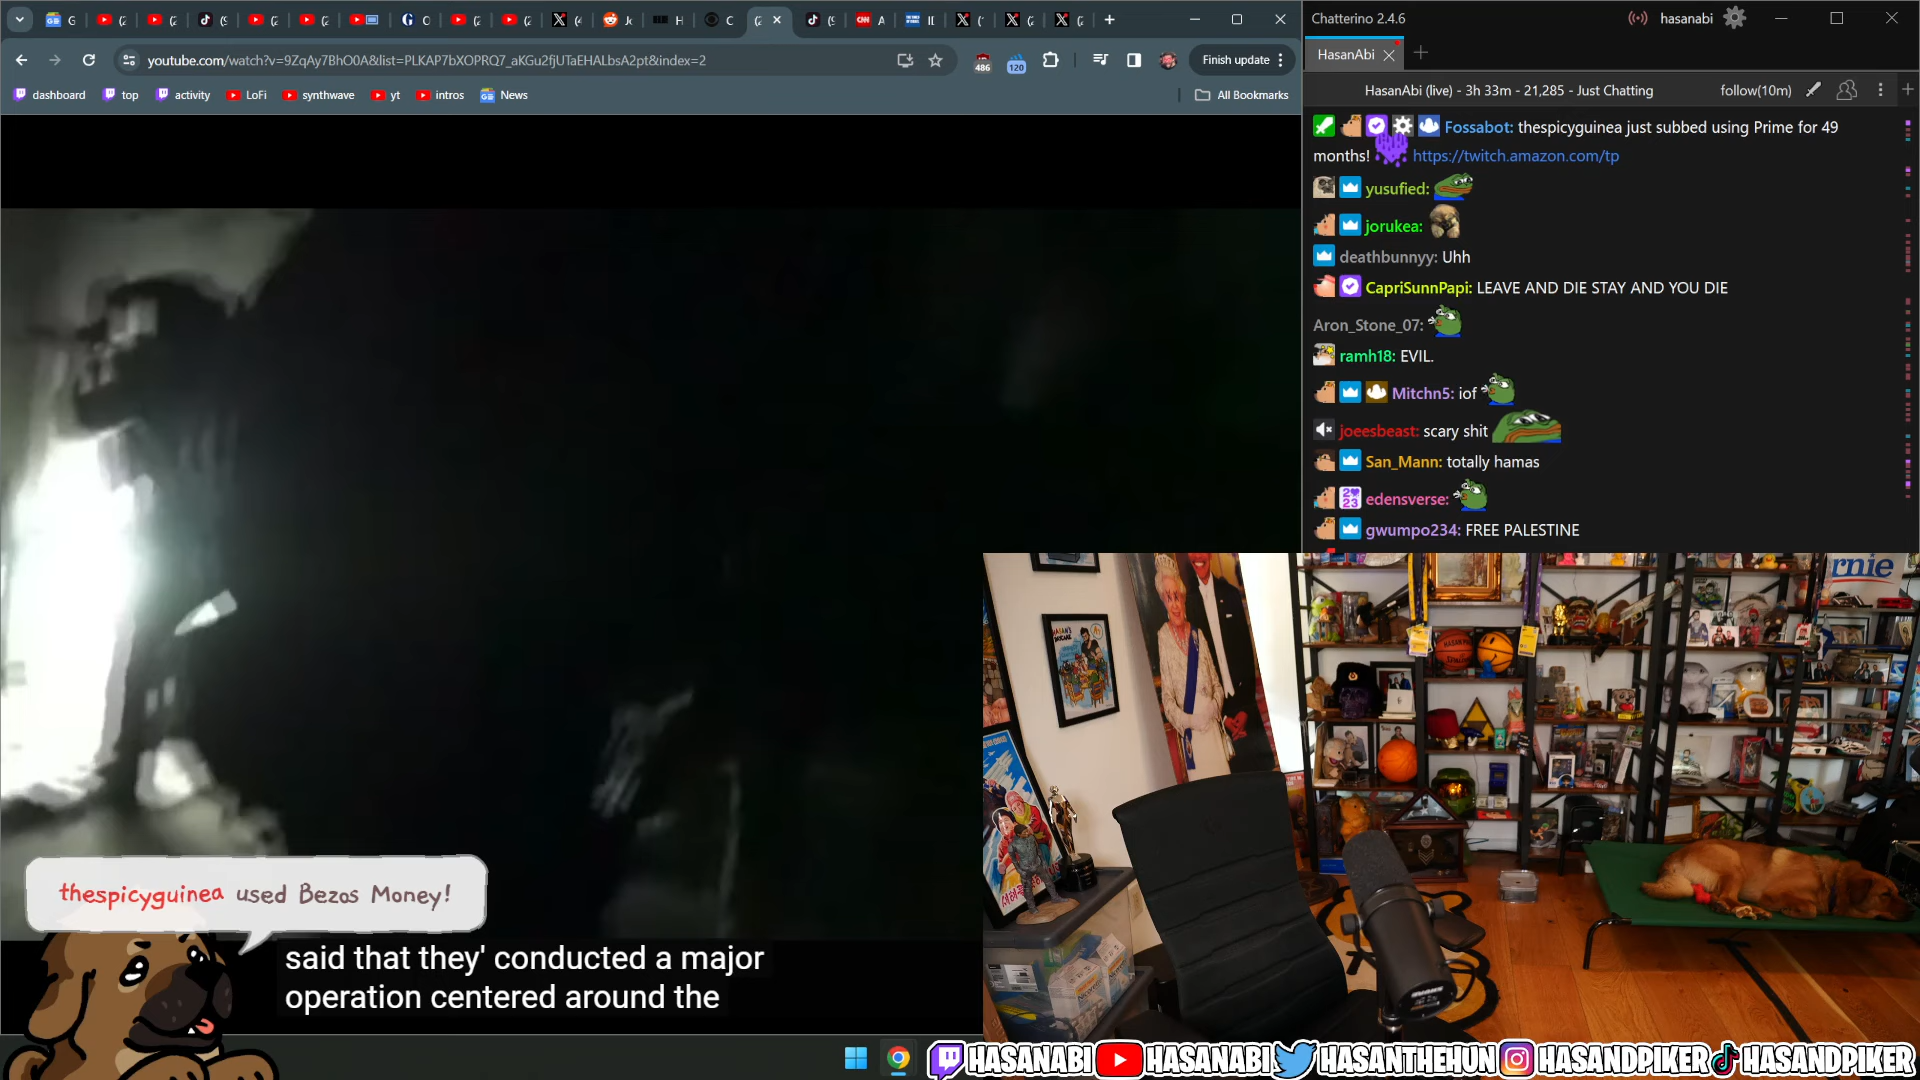 Chatterino 2.4.6
hasanabi
youtube.com/watch?v=9ZqAy7BhO0A&list=PLKAP7bXOPRQ7_aKGu2fjUTaEHALbsA2pt&index=2
486
120
Finish update
HasanAbi
dashboard
top
activity
LoFi
synthwave
yt
intros
News
All Bookmarks
HasanAbi (live) - 3h 33m - 21,285 - Just Chatting
follow(10m)
Fossabot: thespicyguinea just subbed using Prime for 49
months! https://twitch.amazon.com/tp
yusufied:
jorukea:
deathbunnyy: Uhh
CapriSunnPapi: LEAVE AND DIE STAY AND YOU DIE
Aron_Stone_07:
ramh18: EVIL.
Mitchn5: iof
joeesbeast: scary shit
San_Mann: totally hamas
edensverse:
gwumpo234: FREE PALESTINE
rnie
thespicyguinea used Bezos Money!
said that they' conducted a major
operation centered around the
HASANABI HASANABI HASANTHEHUN HASANDPIKER HASANDPIKER